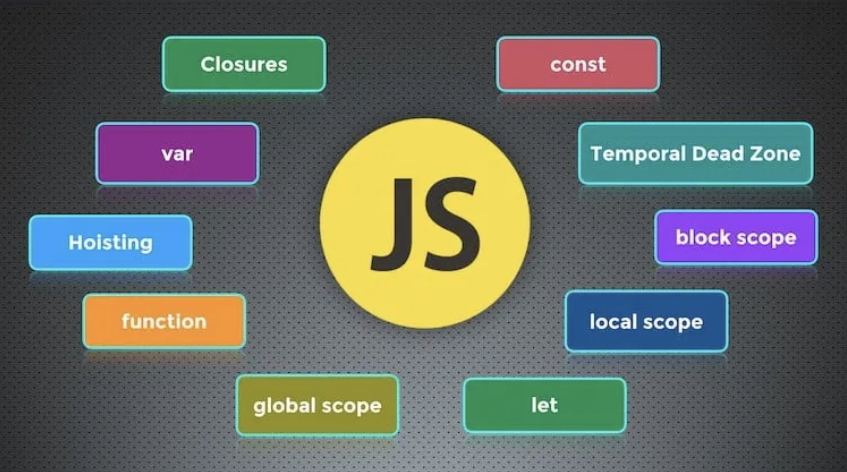 Closures
const
var
Temporal Dead Zone
JS
Hoisting
block scope
function
local scope
global scope
let